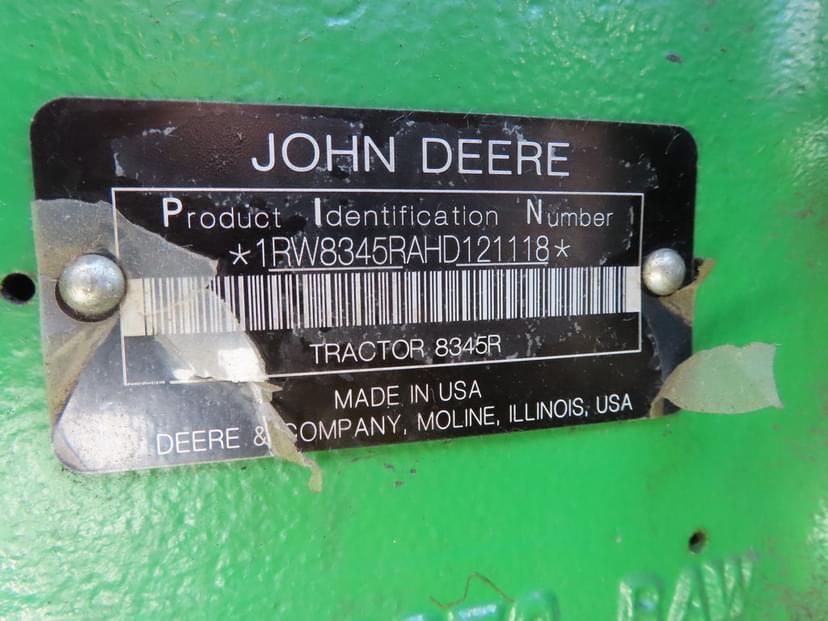 JOHN DEERE
Product Identification Number
*1RW8345RAHD121118*
TRACTOR 8345R
MADE IN USA
DEERE & COMPANY, MOLINE, ILLINOIS, USA